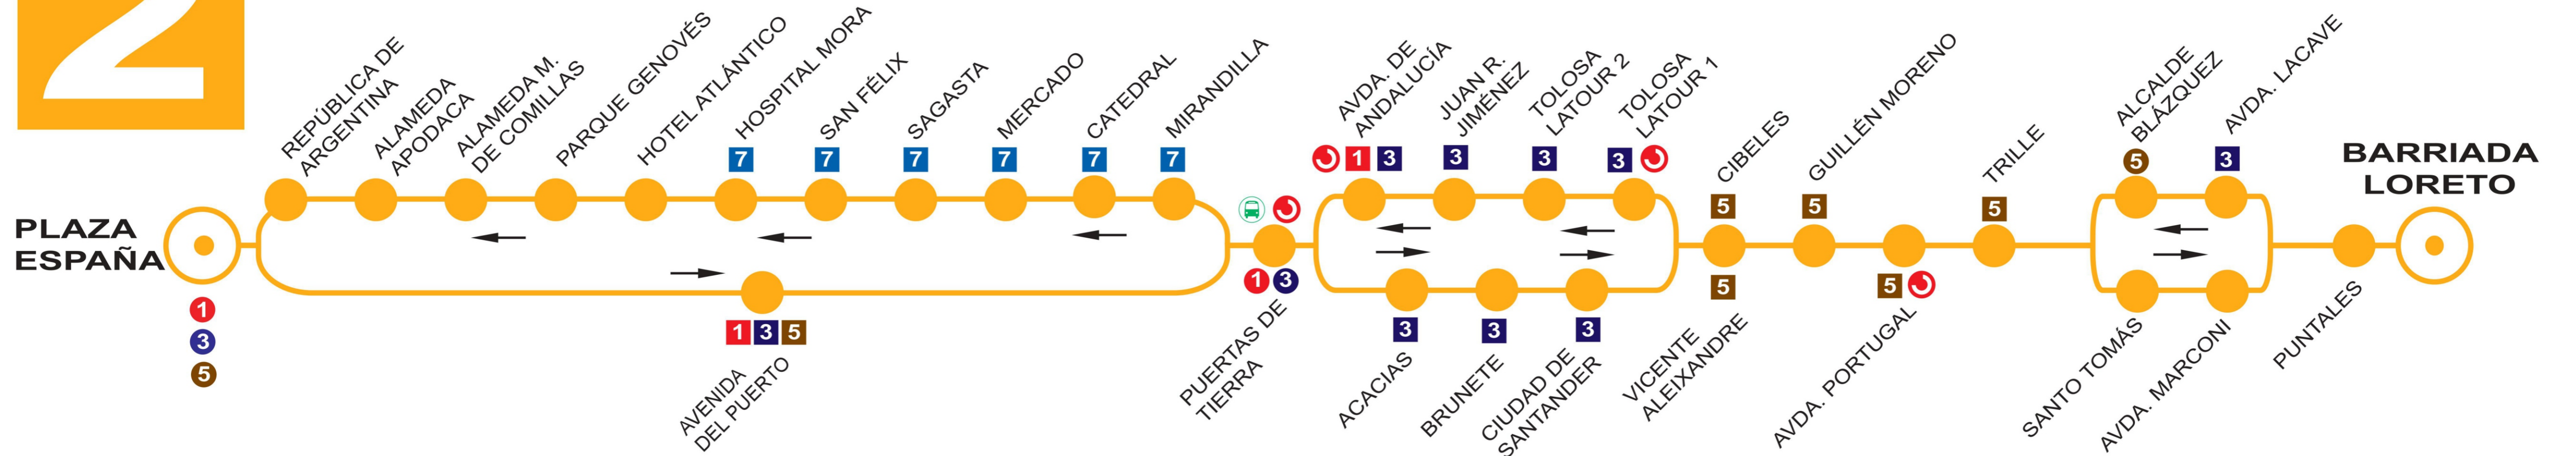 2
PLAZA
ESPAÑA
1
3
5
REPÚBLICA DE
ARGENTINA
ALAMEDA
APODACA
ALAMEDA M.
DE COMILLAS
PARQUE GENOVÉS
HOTEL ATLÁNTICO
HOSPITAL MORA
7
SAN FÉLIX
7
SAGASTA
7
MERCADO
7
CATEDRAL
7
MIRANDILLA
7
1 3 5
AVENIDA
DEL PUERTO
1 3
PUERTAS DE
TIERRA
AVDA. DE
ANDALUCÍA
1 3
JUAN R.
JIMÉNEZ
3
TOLOSA
LATOUR 2
3
TOLOSA
LATOUR 1
3
3
ACACIAS
3
BRUNETE
3
CIUDAD DE
SANTANDER
CIBELES
5
5
VICENTE
ALEIXANDRE
GUILLÉN MORENO
5
5
AVDA. PORTUGAL
TRILLE
5
ALCALDE
BLÁZQUEZ
5
AVDA. LACAVE
3
SANTO TOMÁS
AVDA. MARCONI
PUNTALES
BARRIADA
LORETO